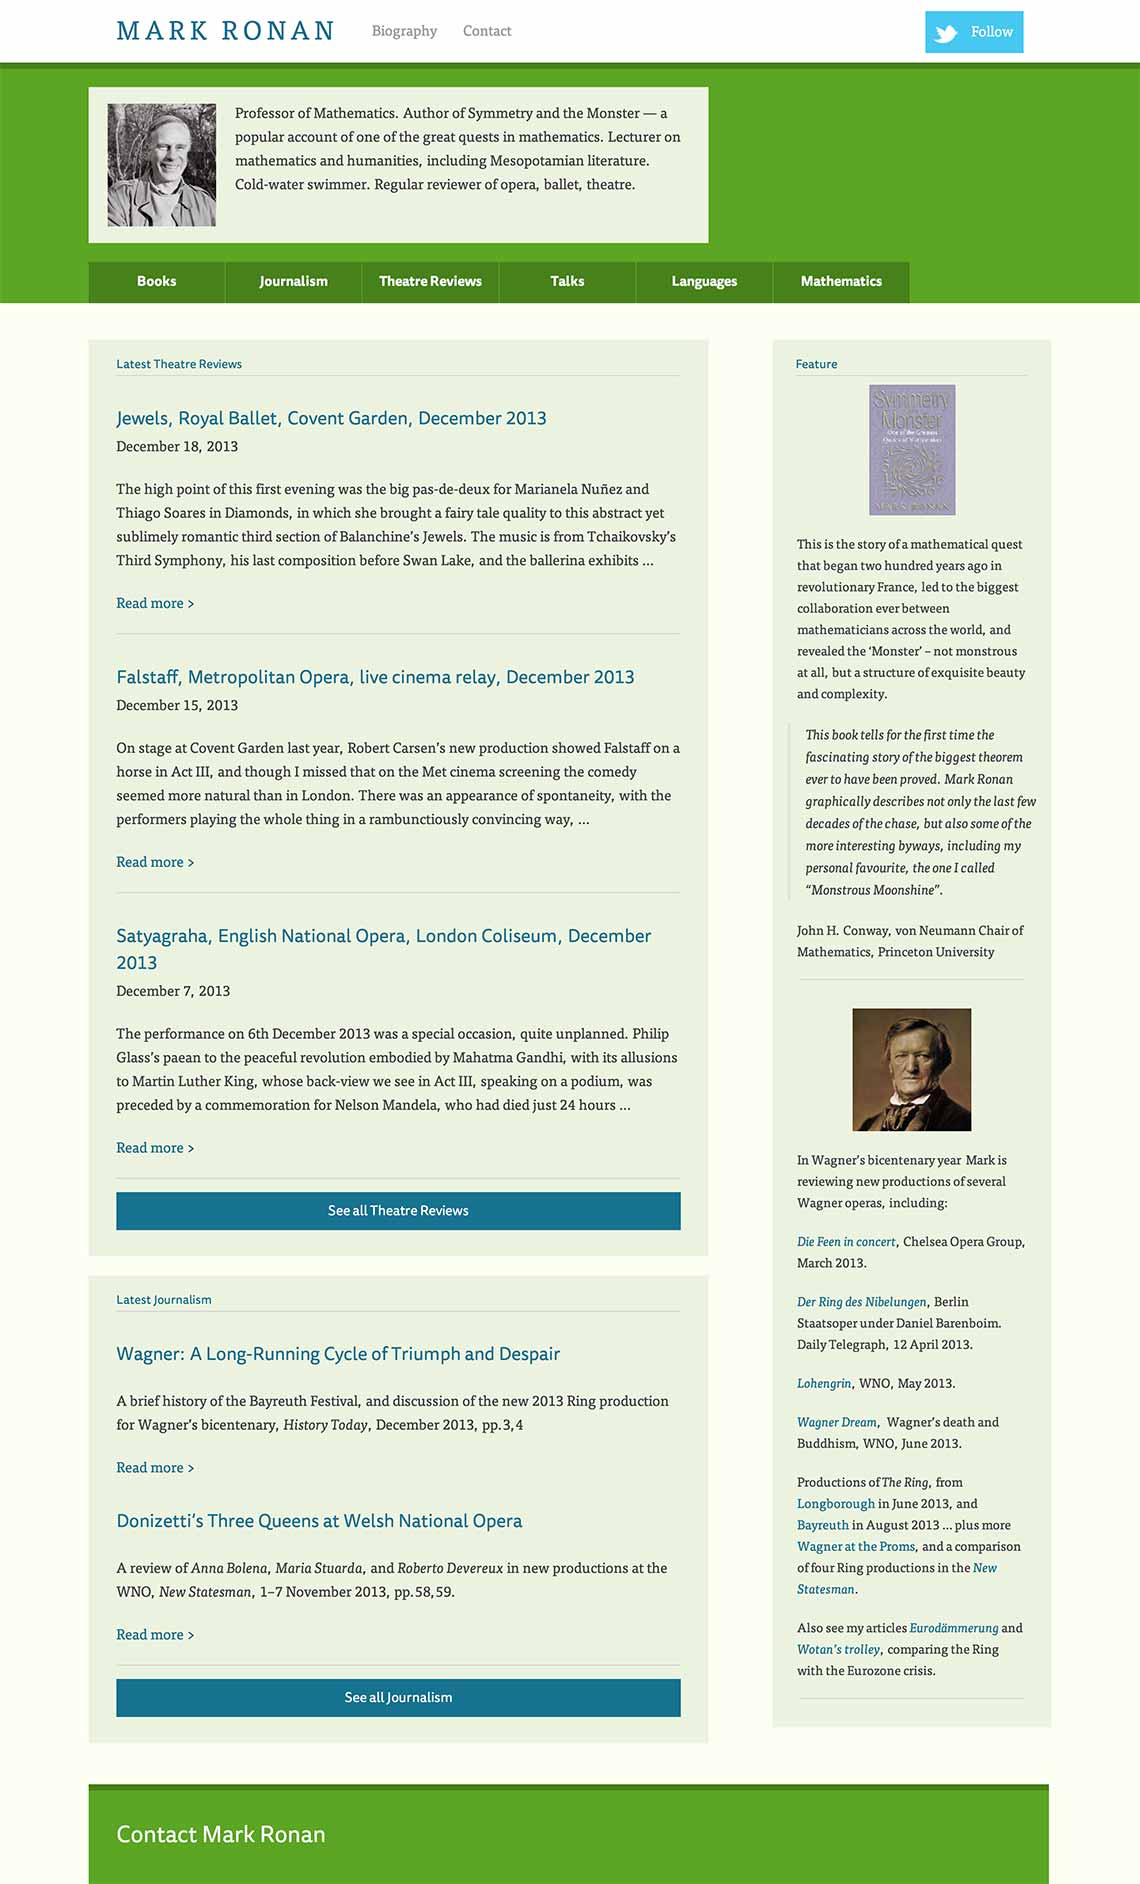 MARK RONAN
Biography
Contact
Follow
Professor of Mathematics. Author of Symmetry and the Monster — a
popular account of one of the great quests in mathematics. Lecturer on
mathematics and humanities, including Mesopotamian literature.
Cold-water swimmer. Regular reviewer of opera, ballet, theatre.
Books
Journalism
Theatre Reviews
Talks
Languages
Mathematics
Latest Theatre Reviews
Jewels, Royal Ballet, Covent Garden, December 2013
December 18, 2013
The high point of this first evening was the big pas-de-deux for Marianela Nuñez and
Thiago Soares in Diamonds, in which she brought a fairy tale quality to this abstract yet
sublimely romantic third section of Balanchine’s Jewels. The music is from Tchaikovsky’s
Third Symphony, his last composition before Swan Lake, and the ballerina exhibits ...
Read more >
Falstaff, Metropolitan Opera, live cinema relay, December 2013
December 15, 2013
On stage at Covent Garden last year, Robert Carsen’s new production showed Falstaff on a
horse in Act III, and though I missed that on the Met cinema screening the comedy
seemed more natural than in London. There was an appearance of spontaneity, with the
performers playing the whole thing in a rambunctiously convincing way, ...
Read more >
Satyagraha, English National Opera, London Coliseum, December
2013
December 7, 2013
The performance on 6th December 2013 was a special occasion, quite unplanned. Philip
Glass’s paean to the peaceful revolution embodied by Mahatma Gandhi, with its allusions
to Martin Luther King, whose back-view we see in Act III, speaking on a podium, was
preceded by a commemoration for Nelson Mandela, who had died just 24 hours ...
Read more >
See all Theatre Reviews
Latest Journalism
Wagner: A Long-Running Cycle of Triumph and Despair
A brief history of the Bayreuth Festival, and discussion of the new 2013 Ring production
for Wagner’s bicentenary, History Today, December 2013, pp.3,4
Read more >
Donizetti’s Three Queens at Welsh National Opera
A review of Anna Bolena, Maria Stuarda, and Roberto Devereux in new productions at the
WNO, New Statesman, 1–7 November 2013, pp.58,59.
Read more >
See all Journalism
Feature
Symmetry
Monster
One of the Greatest
Quests of Mathematics
MARK RONAN
This is the story of a mathematical quest
that began two hundred years ago in
revolutionary France, led to the biggest
collaboration ever between
mathematicians across the world, and
revealed the ‘Monster’ – not monstrous
at all, but a structure of exquisite beauty
and complexity.
This book tells for the first time the
fascinating story of the biggest theorem
ever to have been proved. Mark Ronan
graphically describes not only the last few
decades of the chase, but also some of the
more interesting byways, including my
personal favourite, the one I called
“Monstrous Moonshine”.
John H. Conway, von Neumann Chair of
Mathematics, Princeton University
In Wagner’s bicentenary year Mark is
reviewing new productions of several
Wagner operas, including:
Die Feen in concert, Chelsea Opera Group,
March 2013.
Der Ring des Nibelungen, Berlin
Staatsoper under Daniel Barenboim.
Daily Telegraph, 12 April 2013.
Lohengrin, WNO, May 2013.
Wagner Dream, Wagner’s death and
Buddhism, WNO, June 2013.
Productions of The Ring, from
Longborough in June 2013, and
Bayreuth in August 2013 ... plus more
Wagner at the Proms, and a comparison
of four Ring productions in the New
Statesman.
Also see my articles Eurodämmerung and
Wotan’s trolley, comparing the Ring
with the Eurozone crisis.
Contact Mark Ronan